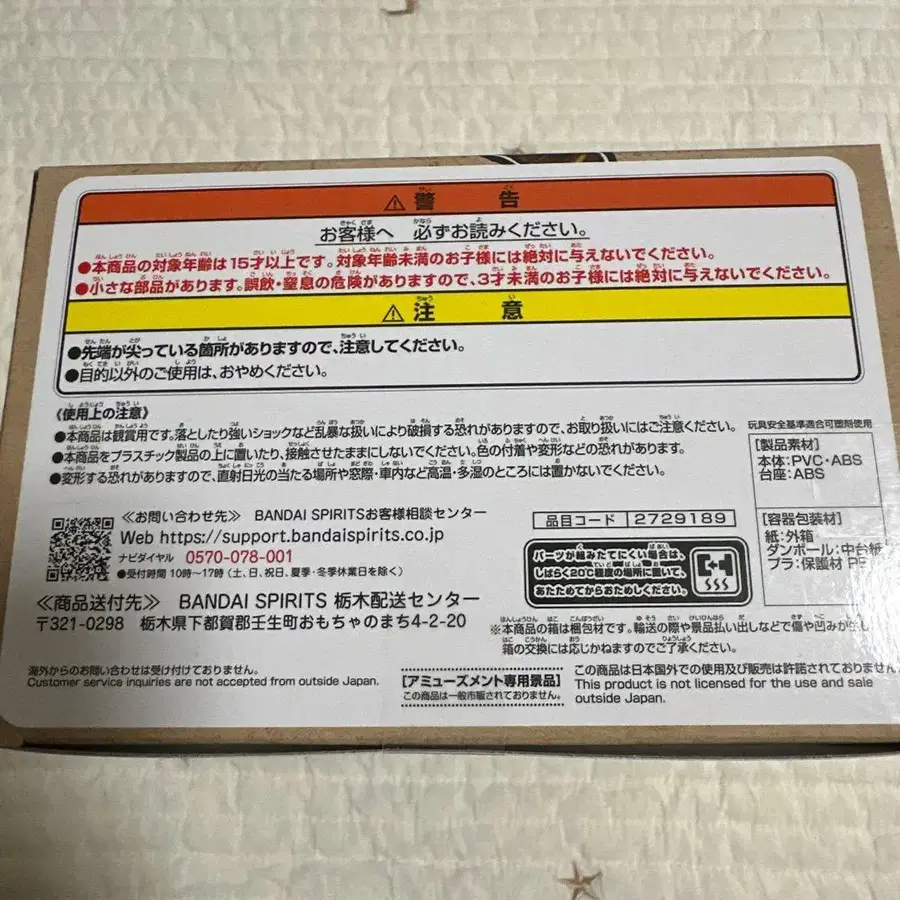 ⚠警告
お客様へ 必ずお読みください。
●本商品の対象年齢は15才以上です。対象年齢未満のお子様には絶対に与えないでください。
●小さな部品があります。誤飲・窒息の危険がありますので、3才未満のお子様には絶対に与えないでください。
⚠注意
●先端が尖っている箇所がありますので、注意してください。
●目的以外のご使用は、おやめください。
《使用上の注意》
●本商品は観賞用です。落としたり強いショックなど乱暴な扱いにより破損する恐れがありますので、お取り扱いにはご注意ください。
●本商品をプラスチック製品の上に置いたり、接触させたままにしないでください。色の付着や変形などの恐れがあります。
●変形する恐れがありますので、直射日光の当たる場所や窓際・車内など高温・多湿のところには置かないでください。
玩具安全基準適合可塑剤使用
[製品素材]
本体:PVC・ABS
台座:ABS
[容器包装材]
紙:外箱
ダンボール:中台紙
プラ:保護材
≪お問い合わせ先≫ BANDAI SPIRITSお客様相談センター
Web https://support.bandaispirits.co.jp
ナビダイヤル 0570-078-001
●受付時間 10時〜17時(土、日、祝日、夏季・冬季休業日を除く)
品目コード 2729189
パーツが組みたてにくい場合は、
しばらく20℃程度の場所に置いて、
あたためてからおためしください。
≪商品送付先≫ BANDAI SPIRITS 栃木配送センター
〒321-0298 栃木県下都賀郡壬生町おもちゃのまち4-2-20
※本商品の箱は梱包材です。輸送の際や景品払い出しなどで傷や凹みが生
箱の交換には応じかねますのでご了承ください。
海外からのお問い合わせは受け付けておりません。
Customer service inquiries are not accepted from outside Japan.
[アミューズメント専用景品]
この商品は一般市販されておりません。
この商品は日本国外での使用及び販売は許諾されておりません。
This product is not licensed for the use and sale
outside Japan.